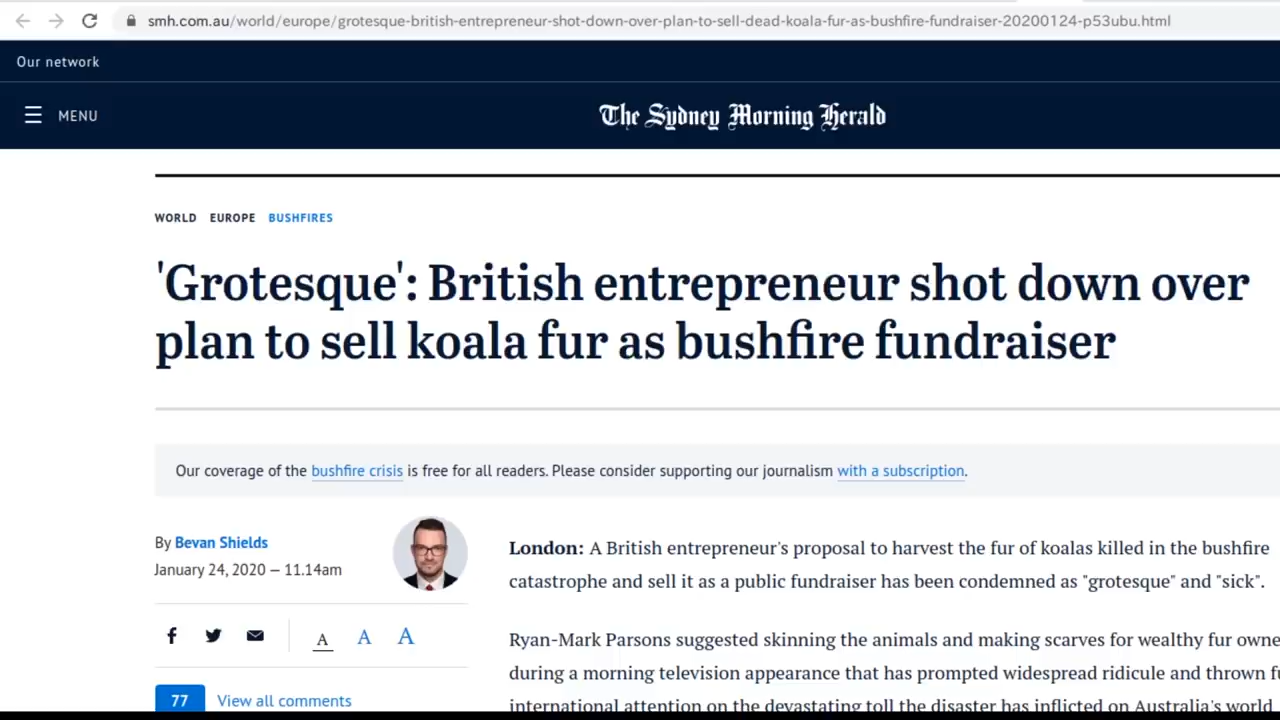 smh.com.au/world/europe/grotesque-british-entrepreneur-shot-down-over-plan-to-sell-dead-koala-fur-as-bushfire-fundraiser-20200124-p53ubu.html
Our network
MENU
The Sydney Morning Herald
WORLD EUROPE BUSHFIRES
'Grotesque': British entrepreneur shot down over
plan to sell koala fur as bushfire fundraiser
Our coverage of the bushfire crisis is free for all readers. Please consider supporting our journalism with a subscription.
By Bevan Shields
January 24, 2020 — 11.14am
A A A
77 View all comments
London: A British entrepreneur's proposal to harvest the fur of koalas killed in the bushfire
catastrophe and sell it as a public fundraiser has been condemned as "grotesque" and "sick".
Ryan-Mark Parsons suggested skinning the animals and making scarves for wealthy fur owne
during a morning television appearance that has prompted widespread ridicule and thrown fu
international attention on the devastating toll the disaster has inflicted on Australia's world